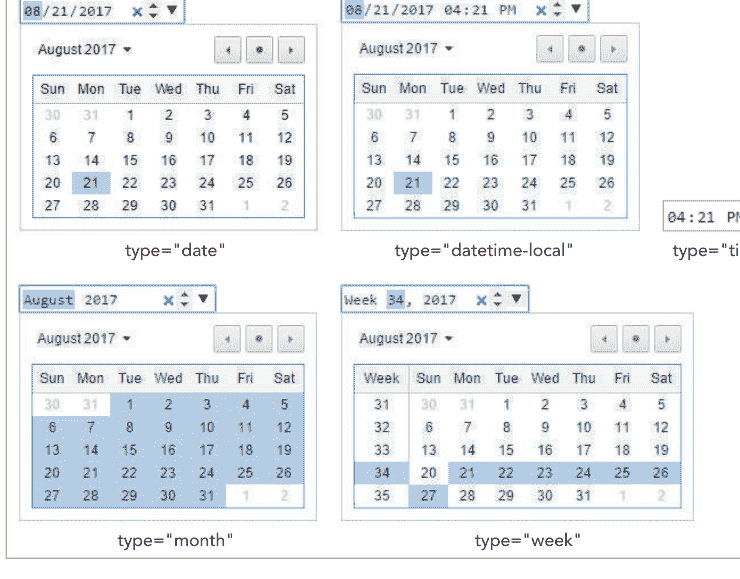 08/21/2017
August 2017
Sun Mon Tue Wed Thu Fri Sat
30 31 1 2 3 4 5
6 7 8 9 10 11 12
13 14 15 16 17 18 19
20 21 22 23 24 25 26
27 28 29 30 31 1 2
type="date"
08/21/2017 04:21 PM
August 2017
Sun Mon Tue Wed Thu Fri Sat
30 31 1 2 3 4 5
6 7 8 9 10 11 12
13 14 15 16 17 18 19
20 21 22 23 24 25 26
27 28 29 30 31 1 2
type="datetime-local"
04:21 PM
type="ti
August 2017
August 2017
Sun Mon Tue Wed Thu Fri Sat
30 31 1 2 3 4 5
6 7 8 9 10 11 12
13 14 15 16 17 18 19
20 21 22 23 24 25 26
27 28 29 30 31 1 2
type="month"
Week 34, 2017
August 2017
Week Sun Mon Tue Wed Thu Fri Sat
31 30 31 1 2 3 4 5
32 6 7 8 9 10 11 12
33 13 14 15 16 17 18 19
34 20 21 22 23 24 25 26
35 27 28 29 30 31 1 2
type="week"